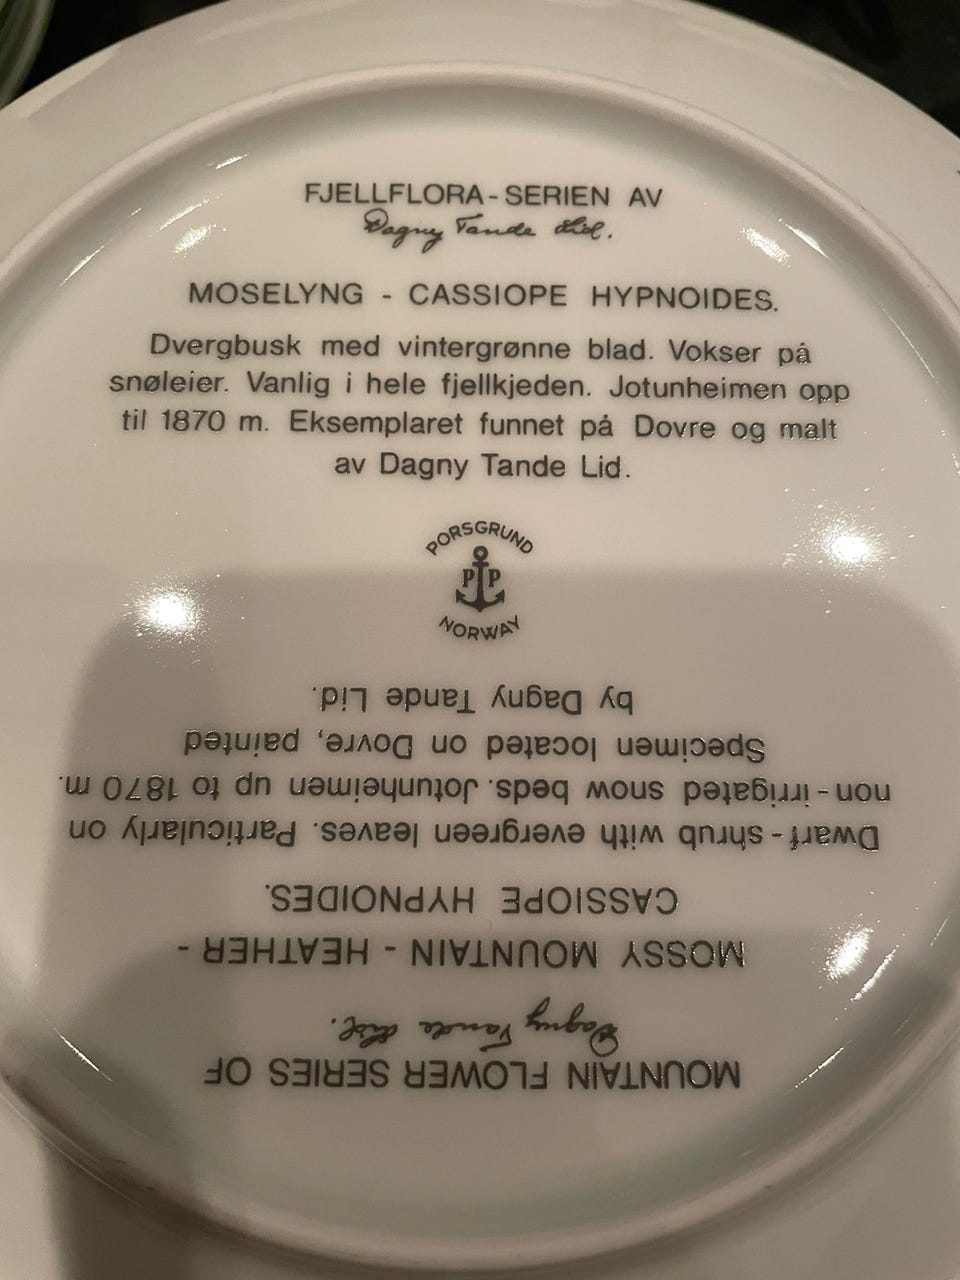 FJELLFLORA - SERIEN AV
Dagny Tande Lid.
MOSELYNG - CASSIOPE HYPNOIDES.
Dvergbusk med vintergrønne blad. Vokser på
snøleier. Vanlig i hele fjellkjeden. Jotunheimen opp
til 1870 m. Eksemplaret funnet på Dovre og malt
av Dagny Tande Lid.
PORSGRUND
P P
NORWAY
MOUNTAIN FLOWER SERIES OF
Dagny Tande Lid.
MOSSY MOUNTAIN - HEATHER -
CASSIOPE HYPNOIDES.
Dwarf - shrub with evergreen leaves. Particularly on
non - irrigated snow beds. Jotunheimen up to 1870 m.
Specimen located on Dovre, painted
by Dagny Tande Lid.